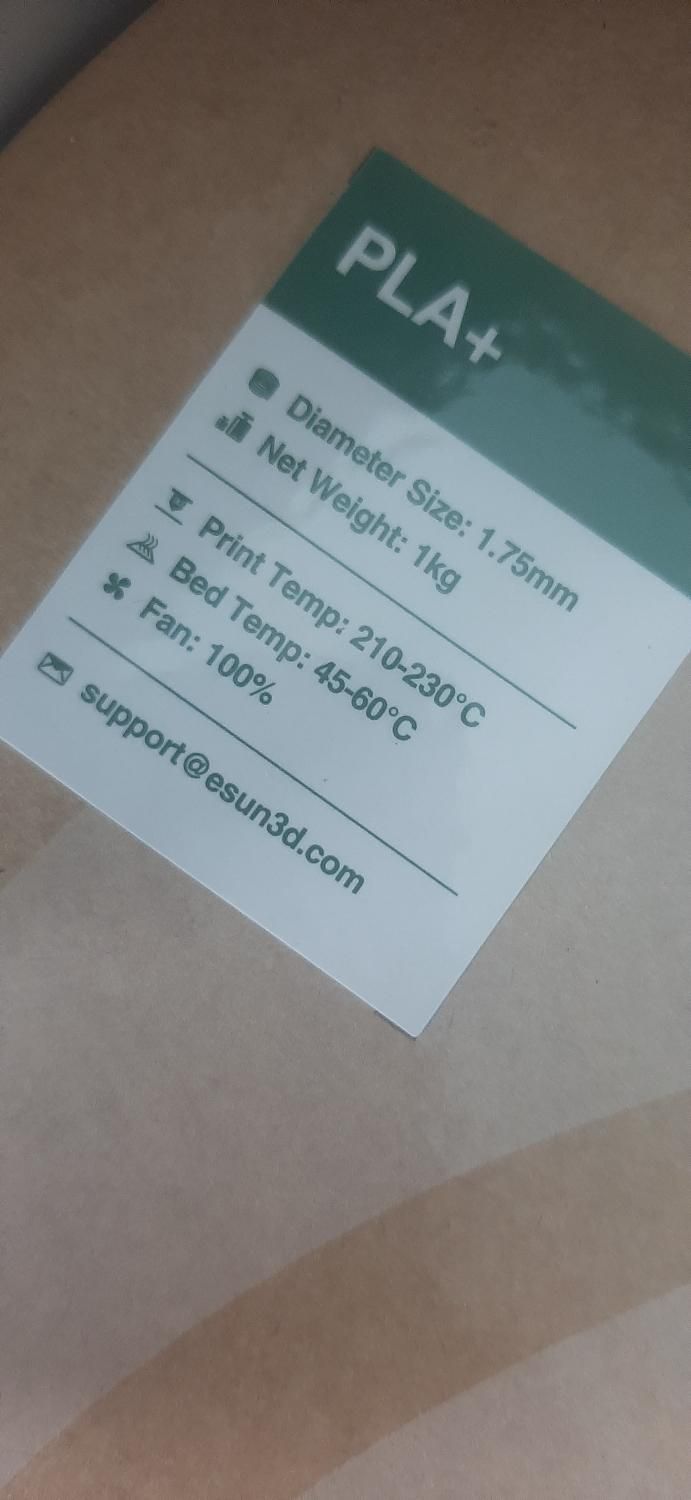 PLA+
Diameter Size: 1.75mm
Net Weight: 1kg
Print Temp: 210-230°C
Bed Temp: 45-60°C
Fan: 100%
support@esun3d.com